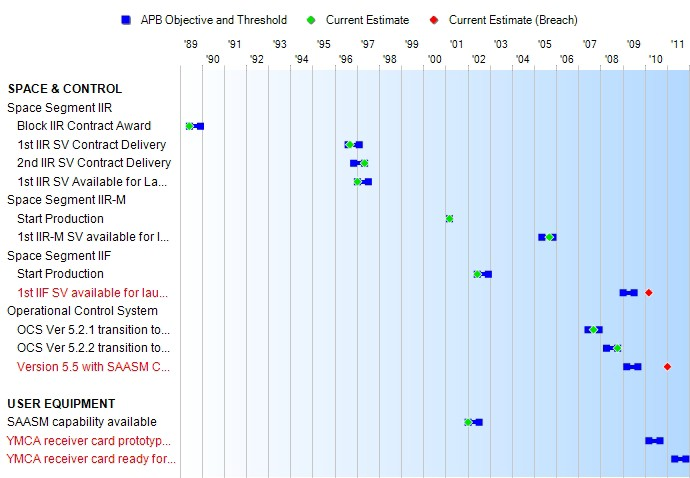 APB Objective and Threshold Current Estimate Current Estimate (Breach)
'89 '91 '93 '95 '97 '99 '01 '03 '05 '07 '09 '11
'90 '92 '94 '96 '98 '00 '02 '04 '06 '08 '10
SPACE & CONTROL
Space Segment IIR
Block IIR Contract Award
1st IIR SV Contract Delivery
2nd IIR SV Contract Delivery
1st IIR SV Available for La...
Space Segment IIR-M
Start Production
1st IIR-M SV available for l...
Space Segment IIF
Start Production
1st IIF SV available for lau...
Operational Control System
OCS Ver 5.2.1 transition to...
OCS Ver 5.2.2 transition to...
Version 5.5 with SAASM C...
USER EQUIPMENT
SAASM capability available
YMCA receiver card prototyp...
YMCA receiver card ready for...